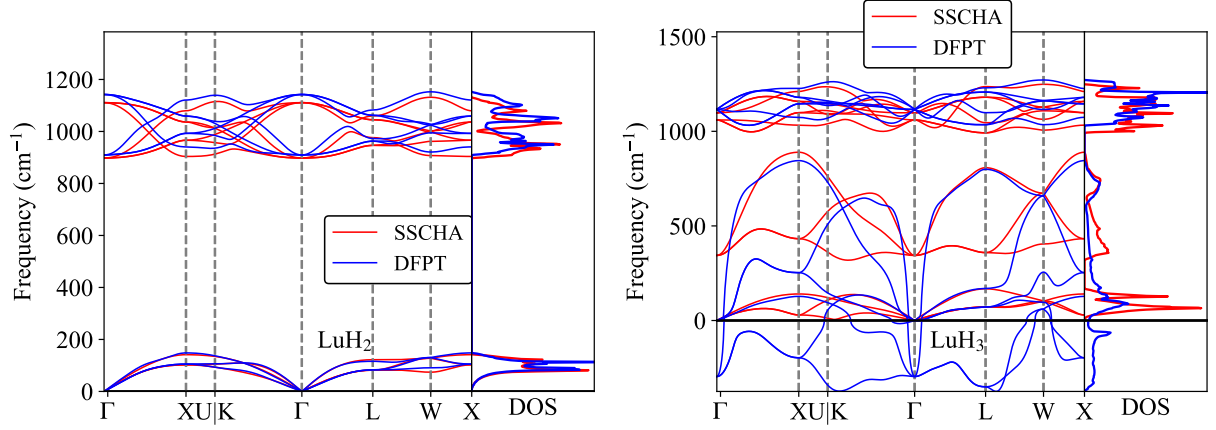 Frequency (cm⁻¹)
1200
1000
800
600
400
200
0
SSCHA
DFPT
LuH₂
Γ XU|K Γ L W X DOS
Frequency (cm⁻¹)
1500
1000
500
0
SSCHA
DFPT
LuH₃
Γ XU|K Γ L W X DOS